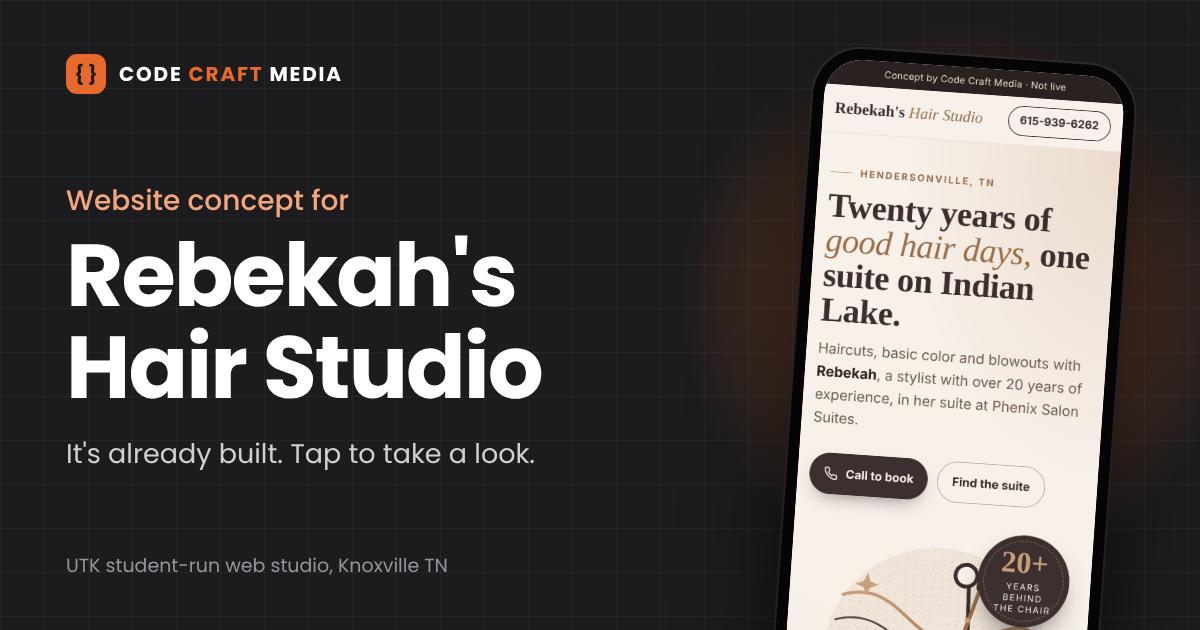 { } CODE CRAFT MEDIA
Website concept for
Rebekah's
Hair Studio
It's already built. Tap to take a look.
UTK student-run web studio, Knoxville TN
Concept by Code Craft Media · Not live
Rebekah's Hair Studio
615-939-6262
HENDERSONVILLE, TN
Twenty years of
good hair days, one
suite on Indian
Lake.
Haircuts, basic color and blowouts with
Rebekah, a stylist with over 20 years of
experience, in her suite at Phenix Salon
Suites.
Call to book
Find the suite
20+
YEARS
BEHIND
THE CHAIR